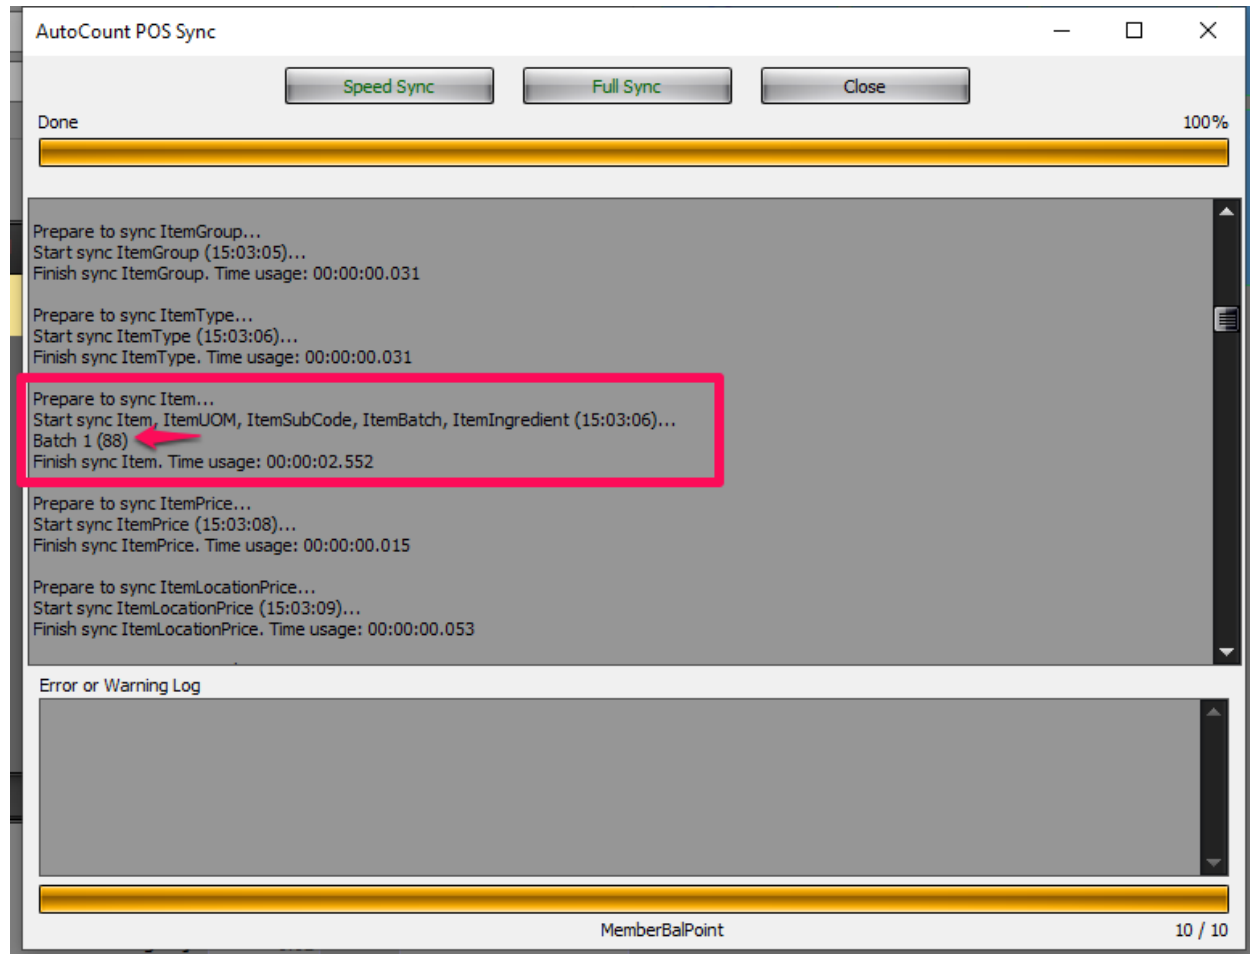 AutoCount POS Sync
Speed Sync Full Sync Close
Done 100%
Prepare to sync ItemGroup...
Start sync ItemGroup (15:03:05)...
Finish sync ItemGroup. Time usage: 00:00:00.031
Prepare to sync ItemType...
Start sync ItemType (15:03:06)...
Finish sync ItemType. Time usage: 00:00:00.031
Prepare to sync Item...
Start sync Item, ItemUOM, ItemSubCode, ItemBatch, ItemIngredient (15:03:06)...
Batch 1 (88)
Finish sync Item. Time usage: 00:00:02.552
Prepare to sync ItemPrice...
Start sync ItemPrice (15:03:08)...
Finish sync ItemPrice. Time usage: 00:00:00.015
Prepare to sync ItemLocationPrice...
Start sync ItemLocationPrice (15:03:09)...
Finish sync ItemLocationPrice. Time usage: 00:00:00.053
Error or Warning Log
MemberBalPoint
10 / 10